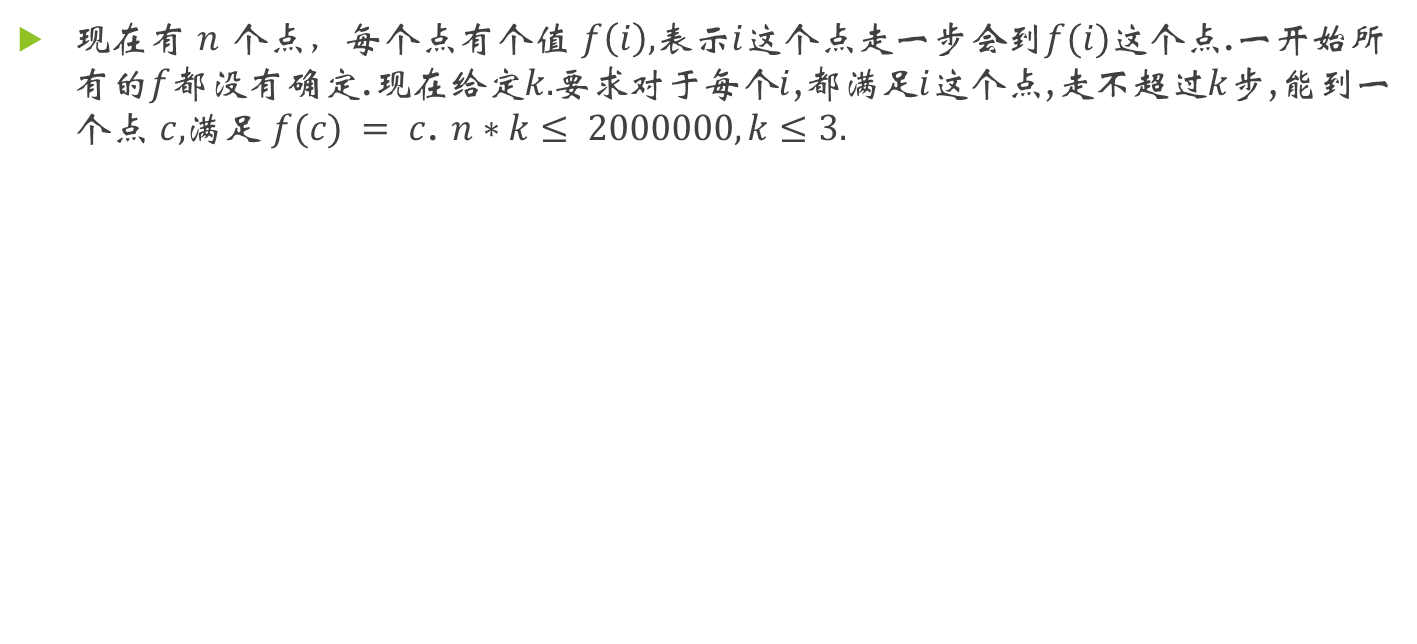 现在有 n 个点，每个点有个值 f(i),表示i这个点走一步会到f(i)这个点.一开始所
有的f都没有确定.现在给定k.要求对于每个i,都满足i这个点,走不超过k步,能到一
个点 c,满足 f(c) = c. n ∗ k ≤ 2000000, k ≤ 3.